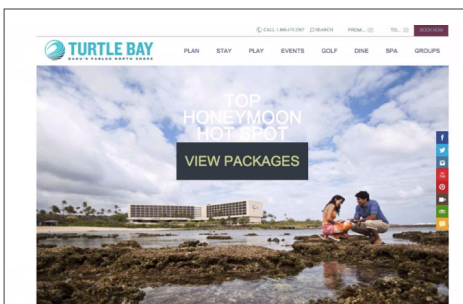 CALL 1.800.475.2567 SEARCH FROM... TO... BOOK NOW
TURTLE BAY
OAHU'S FABLED NORTH SHORE
PLAN STAY PLAY EVENTS GOLF DINE SPA GROUPS
TOP
HONEYMOON
HOT SPOT
VIEW PACKAGES